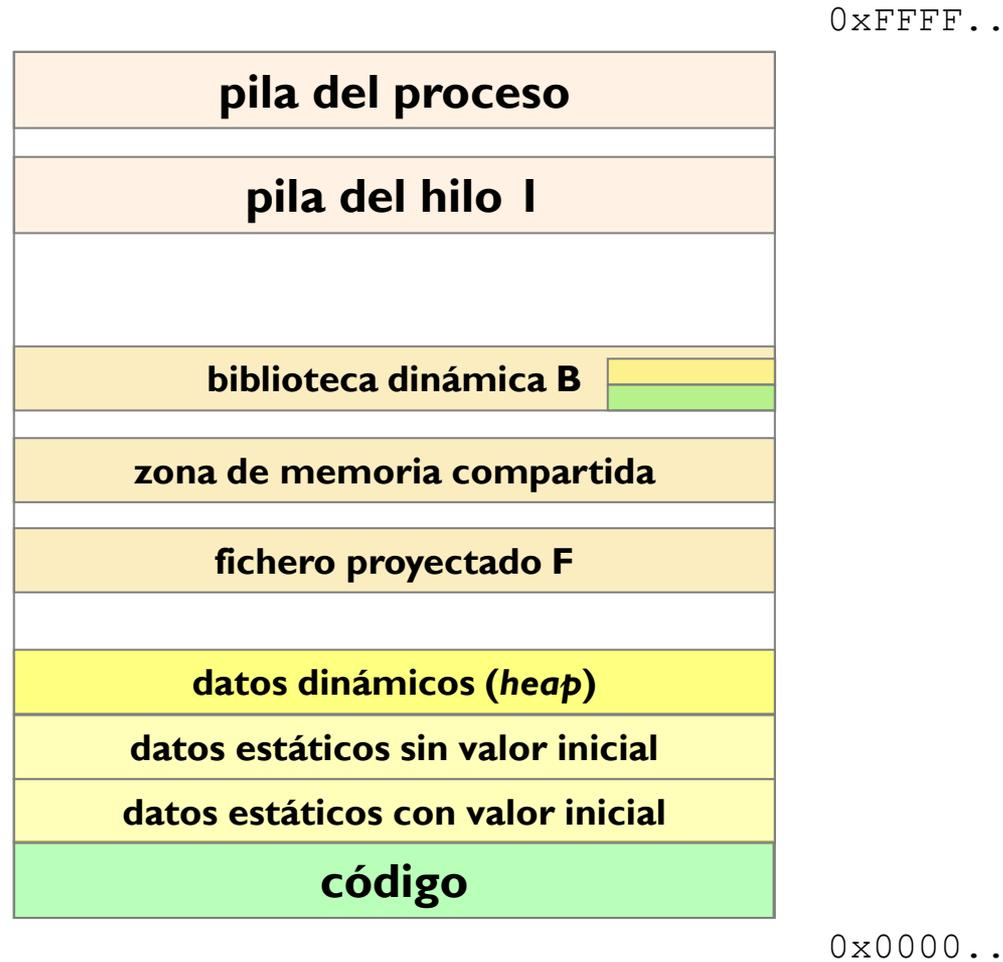 0xFFFF..
pila del proceso
pila del hilo 1
biblioteca dinámica B
zona de memoria compartida
fichero proyectado F
datos dinámicos (heap)
datos estáticos sin valor inicial
datos estáticos con valor inicial
código
0x0000..